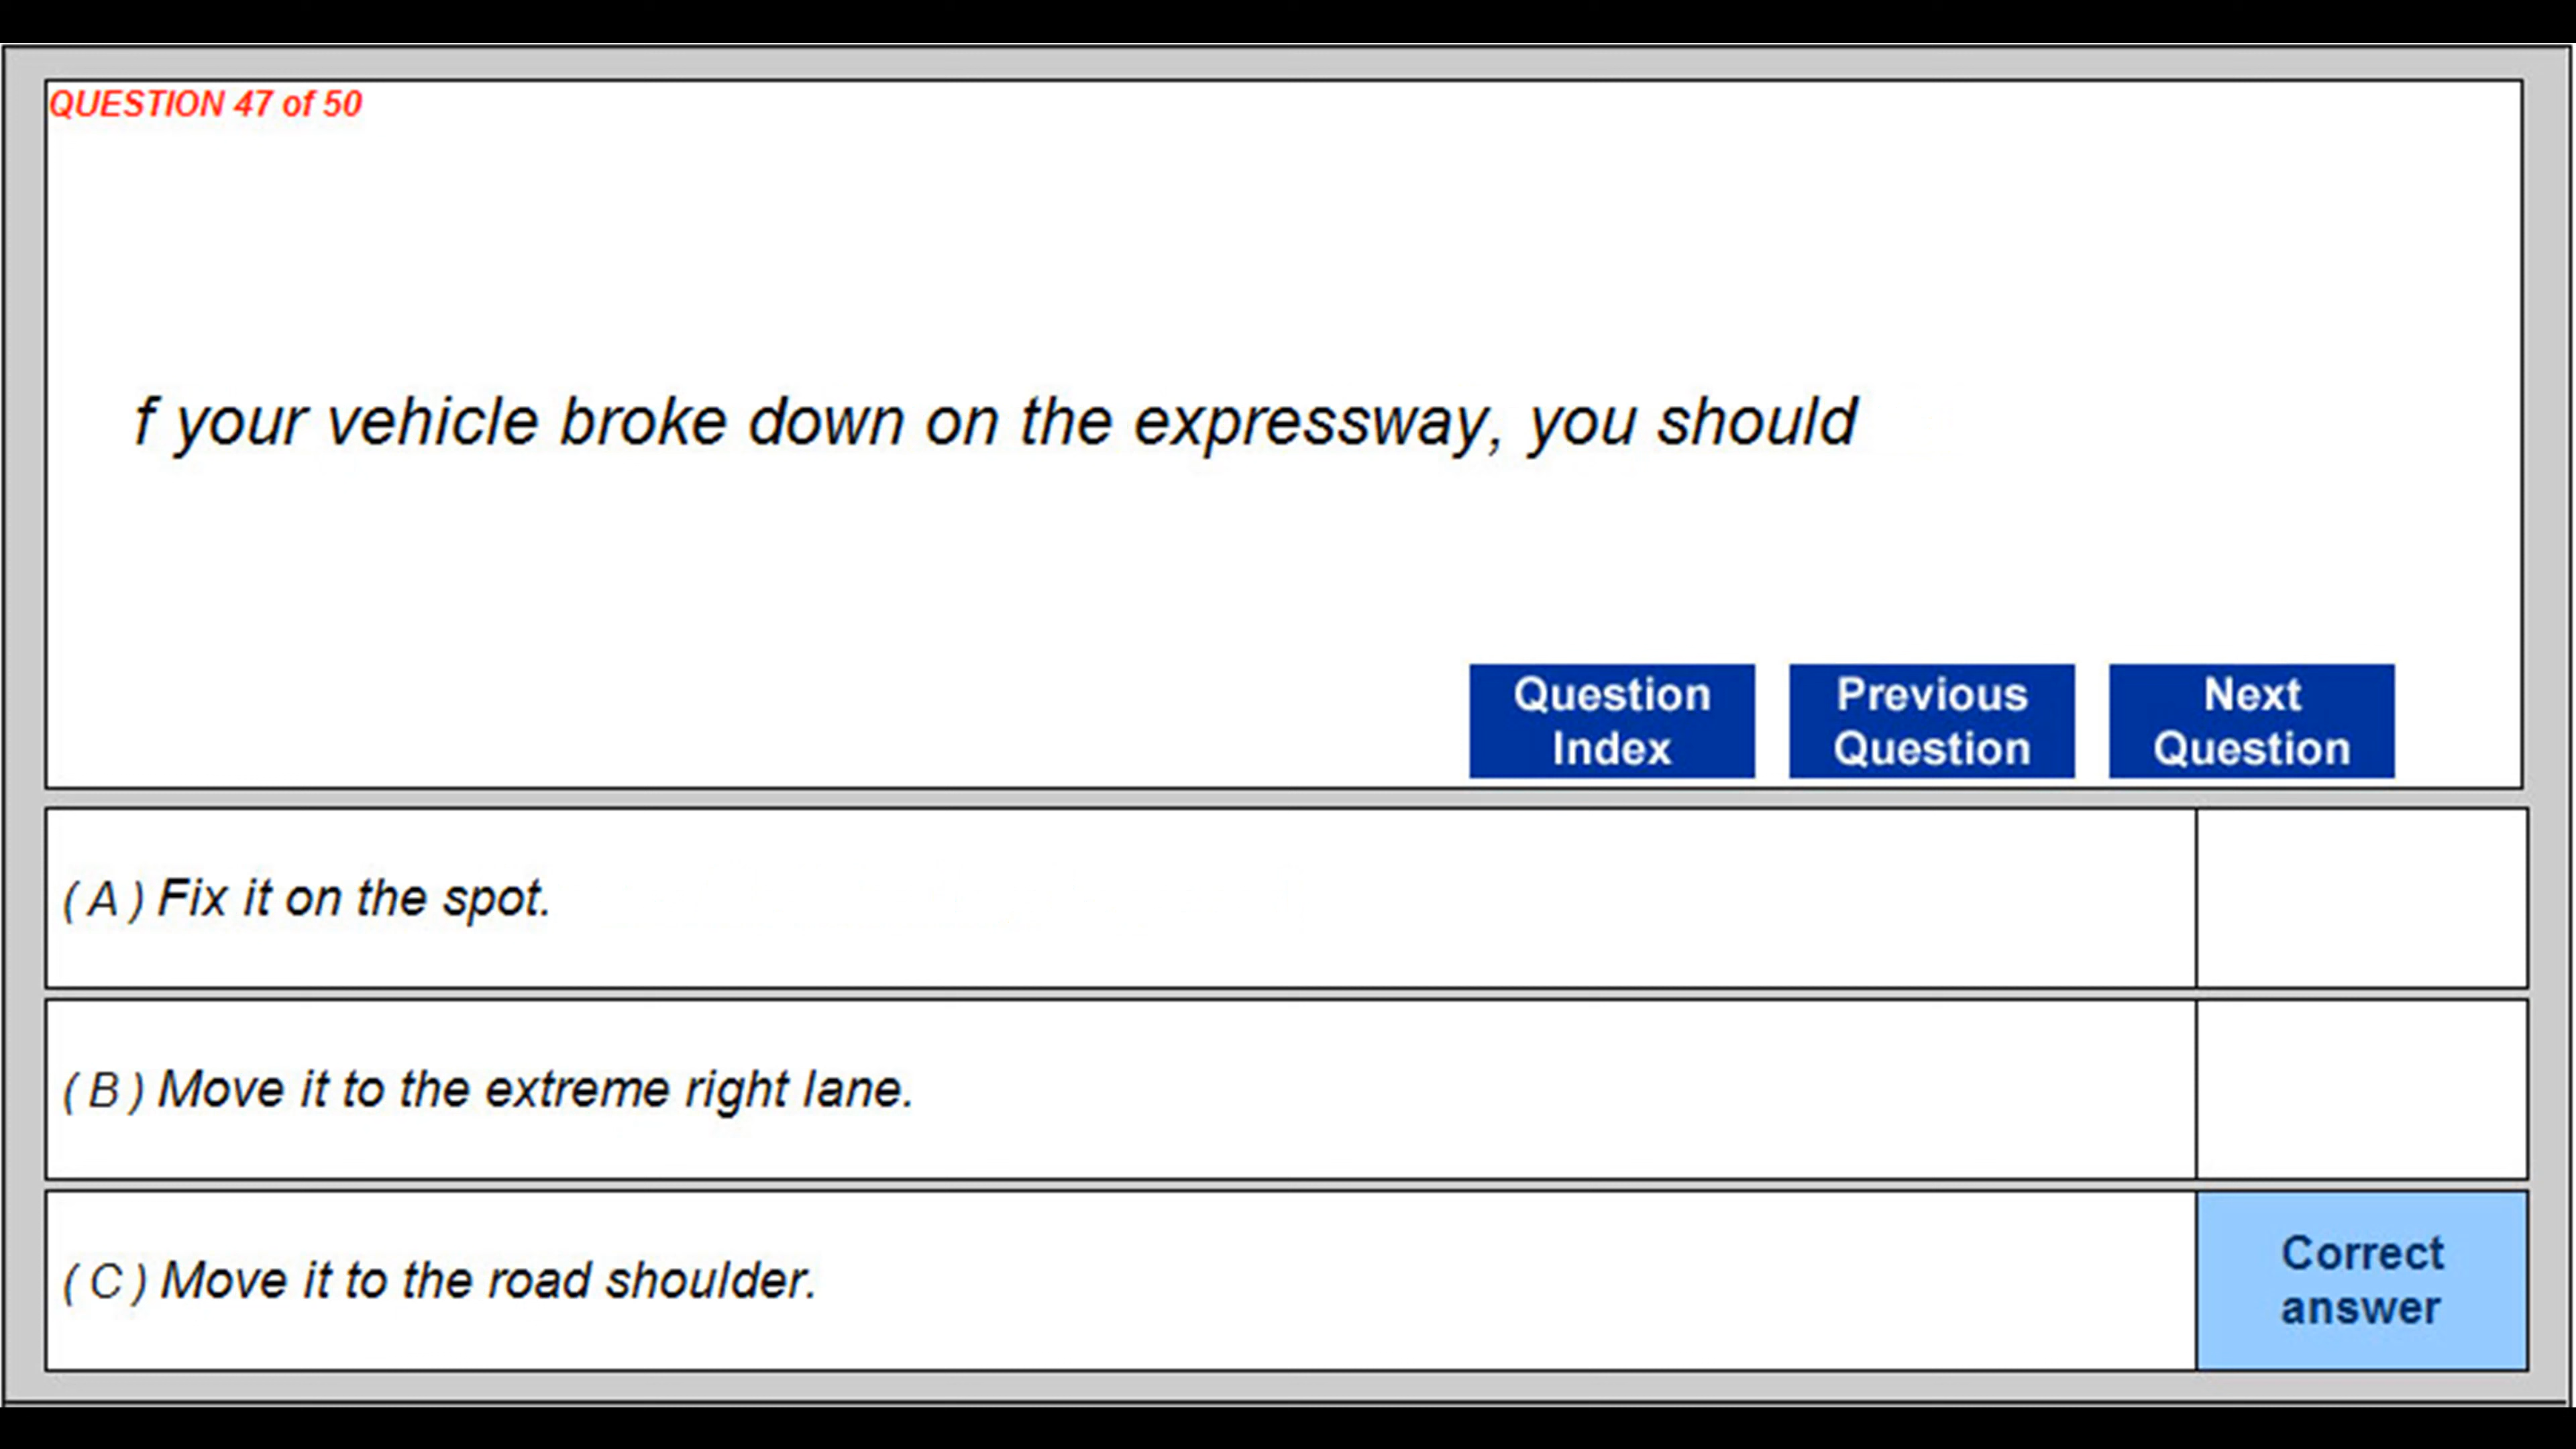 QUESTION 47 of 50
f your vehicle broke down on the expressway, you should
Question
Index
Previous
Question
Next
Question
( A ) Fix it on the spot.
( B ) Move it to the extreme right lane.
( C ) Move it to the road shoulder.
Correct
answer